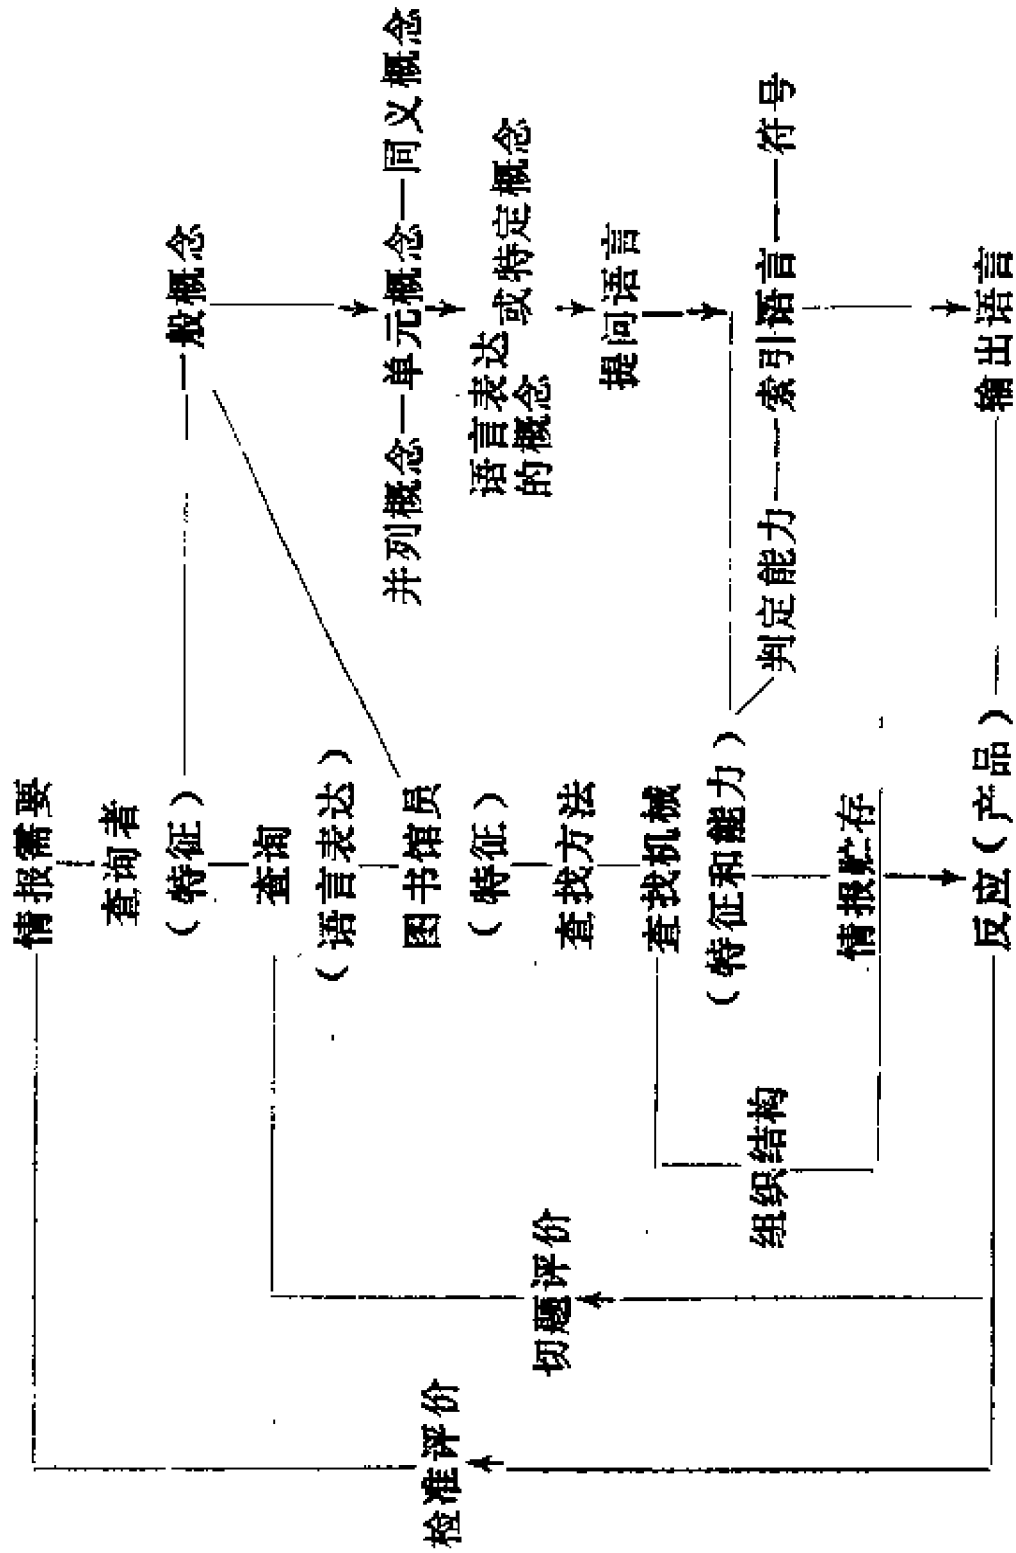 情报需要
查询者
（特征）
一般概念
查询
（语言表达）
图书馆员
并列概念—单元概念—同义概念
（特征）
语言表达
的概念
或特定概念
查找方法
提问语言
查找机械
（特征和能力）
判定能力——索引语言——符号
情报贮存
反应（产品）
输出语言
组织结构
切题评价
检准评价